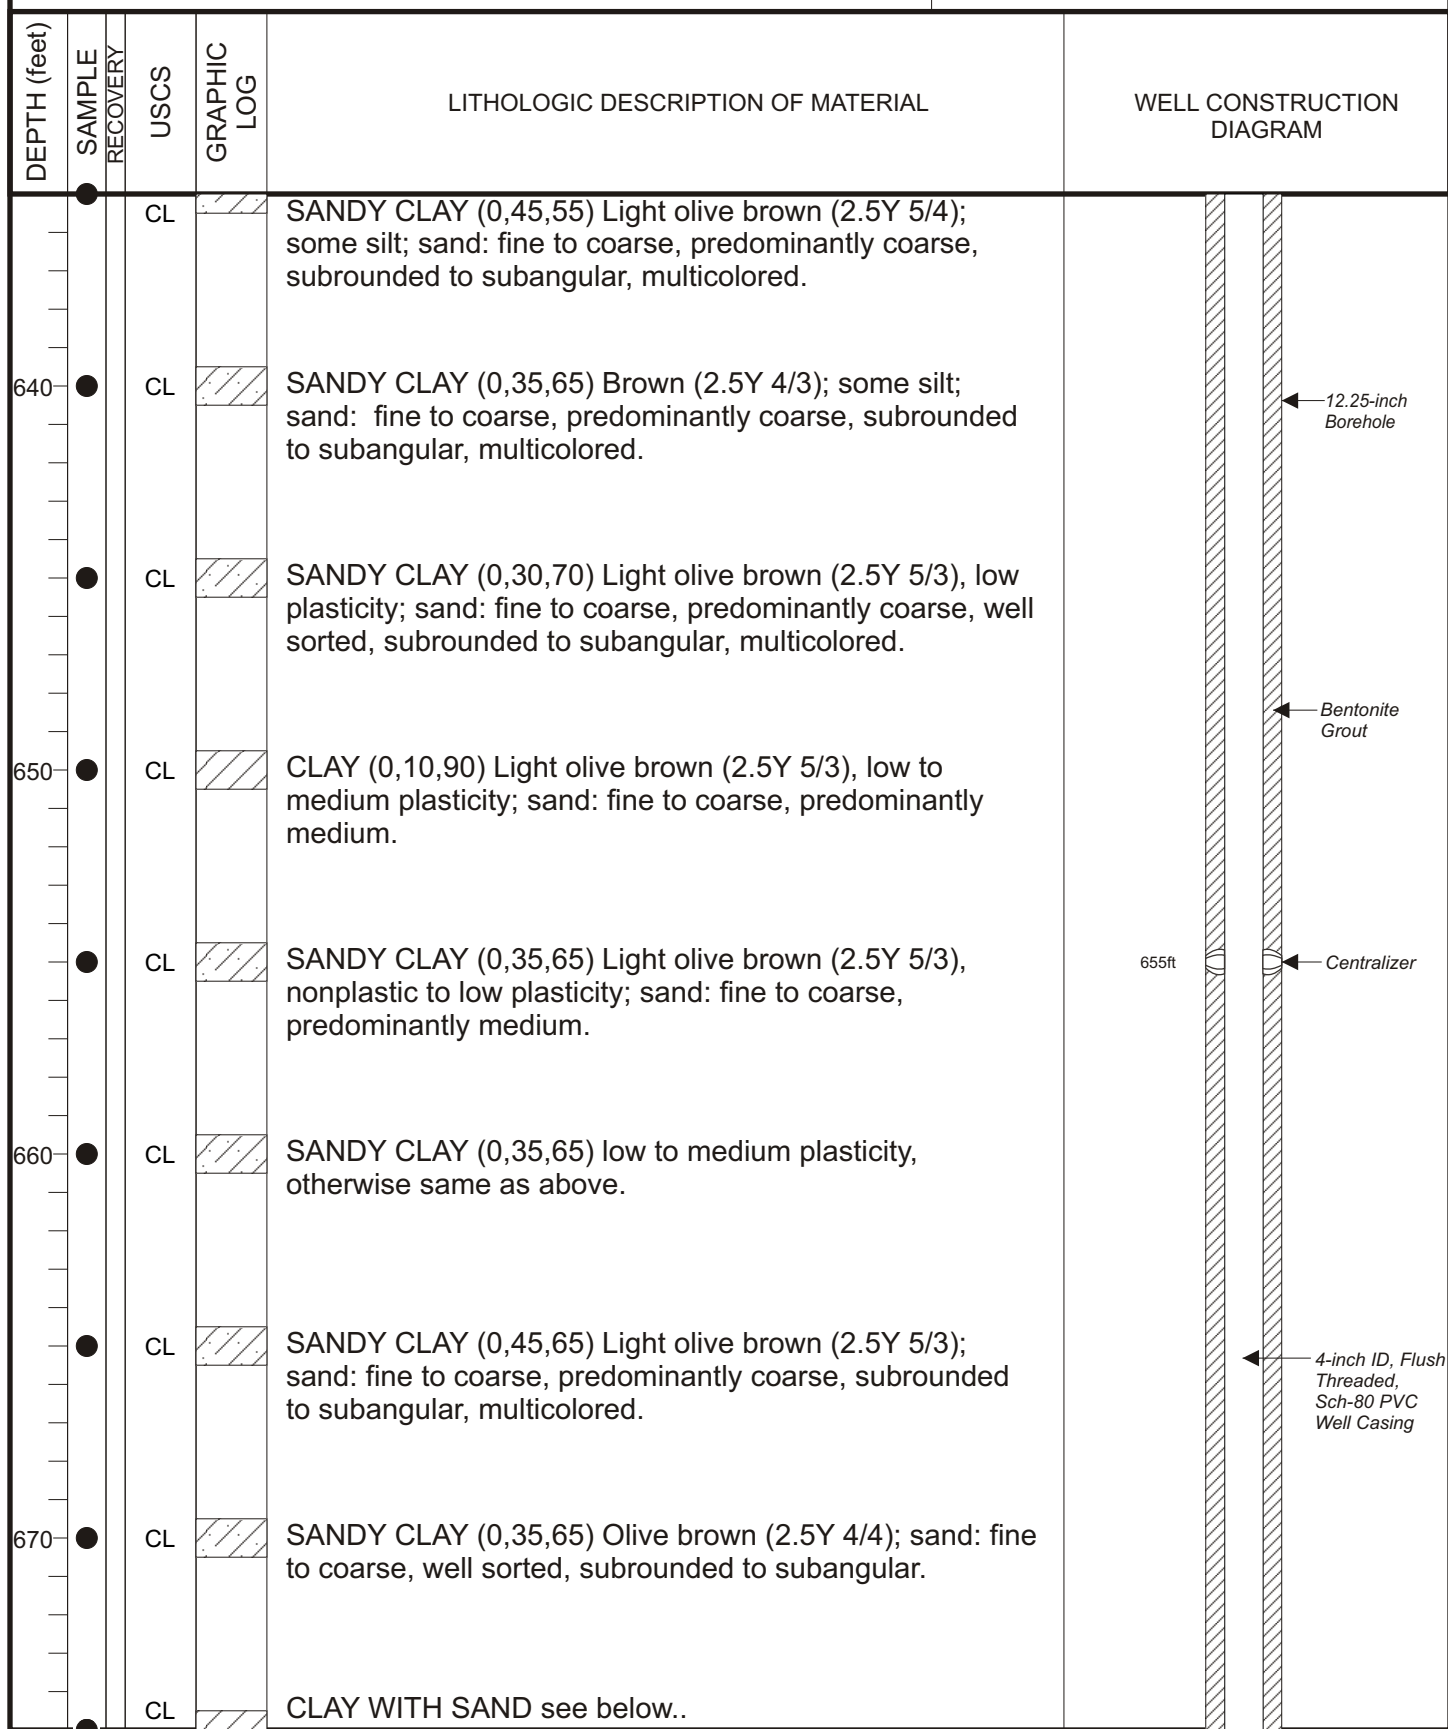 DEPTH (feet)
SAMPLE
RECOVERY
USCS
GRAPHIC
LOG
LITHOLOGIC DESCRIPTION OF MATERIAL
WELL CONSTRUCTION
DIAGRAM
CL
SANDY CLAY (0,45,55) Light olive brown (2.5Y 5/4);
some silt; sand: fine to coarse, predominantly coarse,
subrounded to subangular, multicolored.
640
CL
SANDY CLAY (0,35,65) Brown (2.5Y 4/3); some silt;
sand:  fine to coarse, predominantly coarse, subrounded
to subangular, multicolored.
12.25-inch
Borehole
CL
SANDY CLAY (0,30,70) Light olive brown (2.5Y 5/3), low
plasticity; sand: fine to coarse, predominantly coarse, well
sorted, subrounded to subangular, multicolored.
Bentonite
Grout
650
CL
CLAY (0,10,90) Light olive brown (2.5Y 5/3), low to
medium plasticity; sand: fine to coarse, predominantly
medium.
CL
SANDY CLAY (0,35,65) Light olive brown (2.5Y 5/3),
nonplastic to low plasticity; sand: fine to coarse,
predominantly medium.
655ft
Centralizer
660
CL
SANDY CLAY (0,35,65) low to medium plasticity,
otherwise same as above.
CL
SANDY CLAY (0,45,65) Light olive brown (2.5Y 5/3);
sand: fine to coarse, predominantly coarse, subrounded
to subangular, multicolored.
4-inch ID, Flush
Threaded,
Sch-80 PVC
Well Casing
670
CL
SANDY CLAY (0,35,65) Olive brown (2.5Y 4/4); sand: fine
to coarse, well sorted, subrounded to subangular.
CL
CLAY WITH SAND see below..